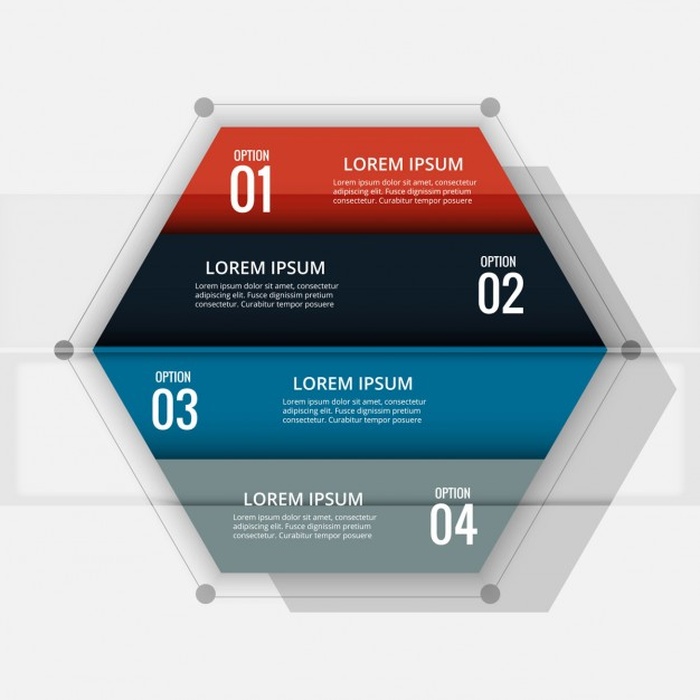 OPTION
01
LOREM IPSUM
Lorem ipsum dolor sit amet, consectetur
adipiscing elit. Fusce dignissim pretium
consectetur. Curabitur tempor posuere
LOREM IPSUM
Lorem ipsum dolor sit amet, consectetur
adipiscing elit. Fusce dignissim pretium
consectetur. Curabitur tempor posuere
OPTION
02
OPTION
03
LOREM IPSUM
Lorem ipsum dolor sit amet, consectetur
adipiscing elit. Fusce dignissim pretium
consectetur. Curabitur tempor posuere
LOREM IPSUM
Lorem ipsum dolor sit amet, consectetur
adipiscing elit. Fusce dignissim pretium
consectetur. Curabitur tempor posuere
OPTION
04